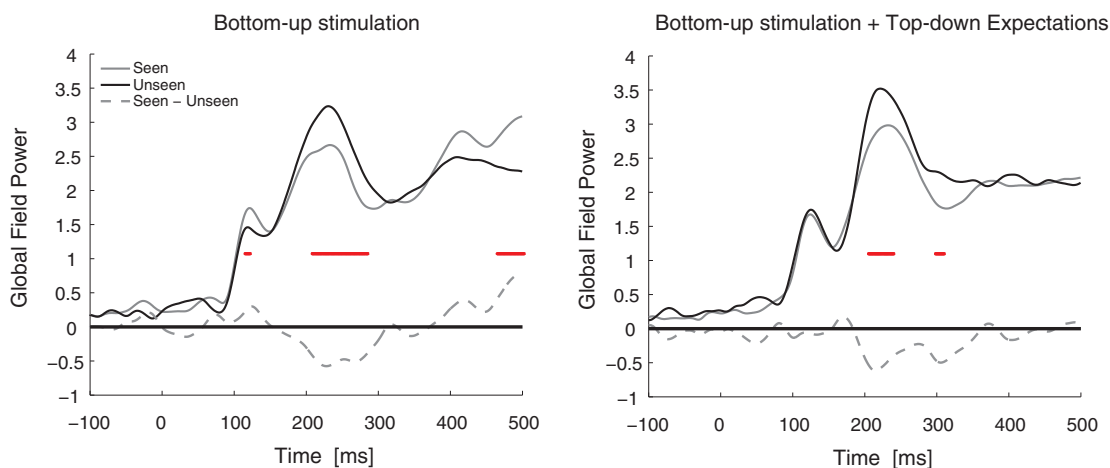 Bottom-up stimulation
4
3.5
3
2.5
2
1.5
1
0.5
0
−0.5
−1
Global Field Power
Seen
Unseen
Seen − Unseen
−100 0 100 200 300 400 500
Time [ms]
Bottom-up stimulation + Top-down Expectations
4
3.5
3
2.5
2
1.5
1
0.5
0
−0.5
−1
Global Field Power
−100 0 100 200 300 400 500
Time [ms]